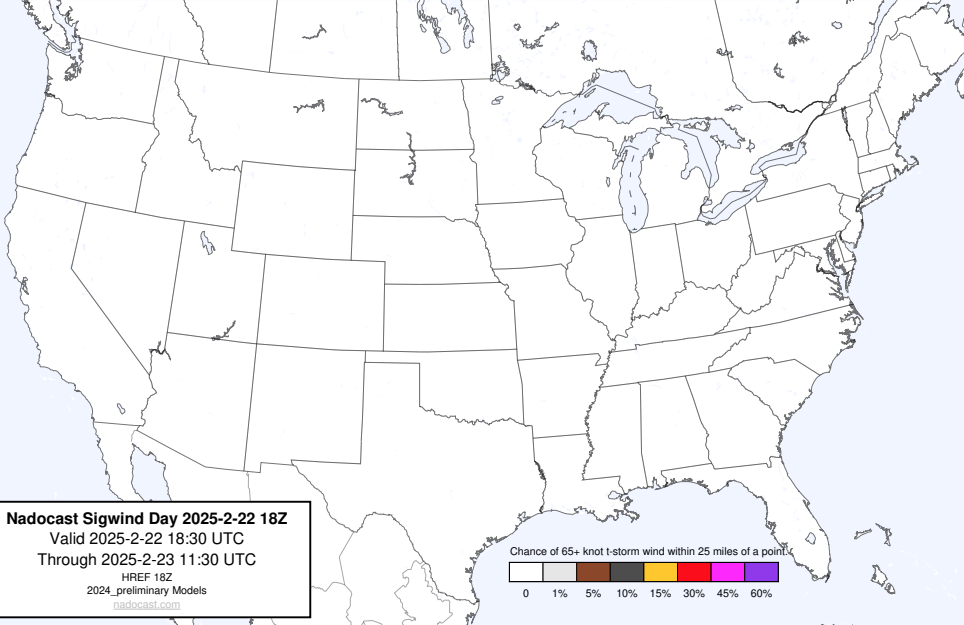 Nadocast Sigwind Day 2025-2-22 18Z
Valid 2025-2-22 18:30 UTC
Through 2025-2-23 11:30 UTC
HREF 18Z
2024_preliminary Models
nadocast.com
Chance of 65+ knot t-storm wind within 25 miles of a point.
0 1% 5% 10% 15% 30% 45% 60%